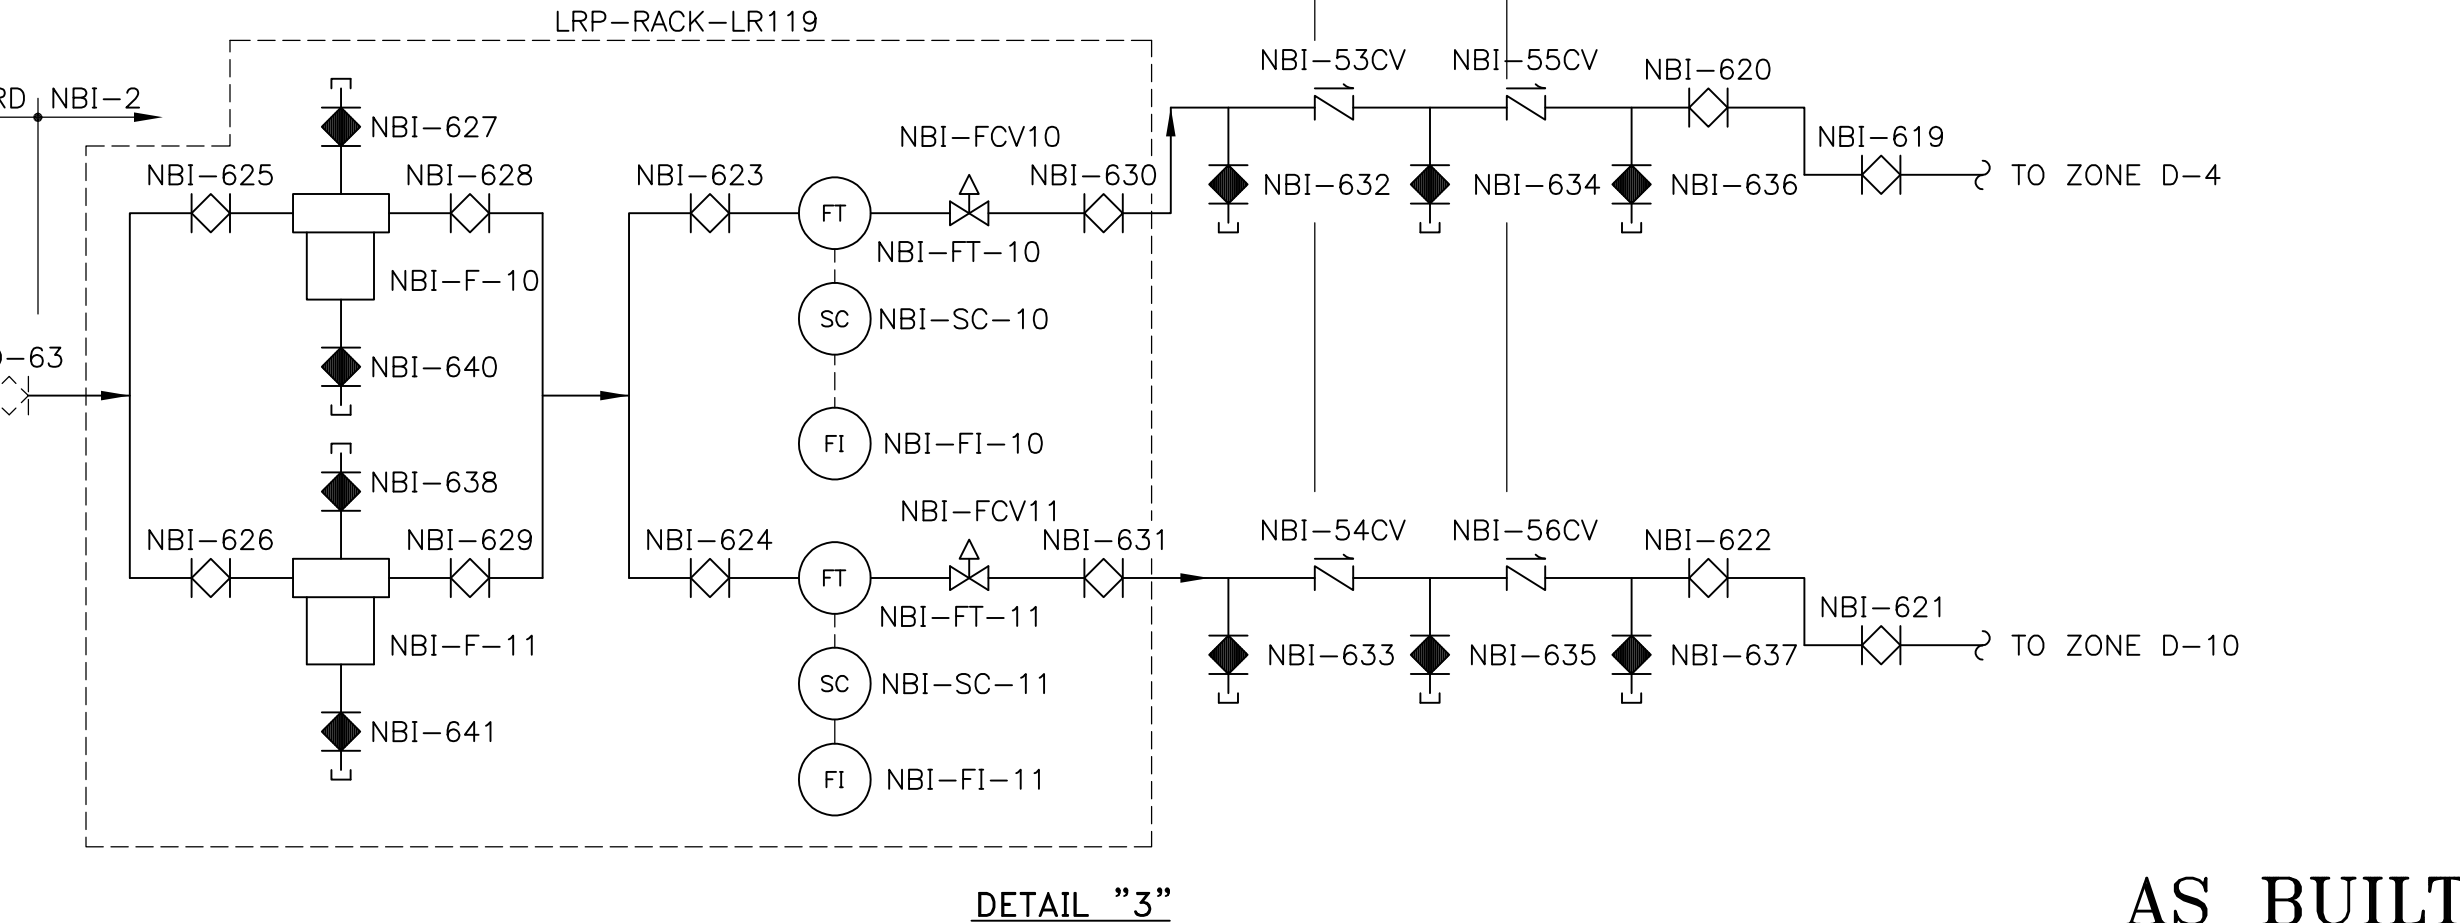 LRP-RACK-LR119
NBI-53CV
NBI-55CV
NBI-620
NBI-2
NBI-627
NBI-FCV10
NBI-619
NBI-625
NBI-628
NBI-623
NBI-630
NBI-632
NBI-634
NBI-636
TO ZONE D-4
FT
NBI-FT-10
NBI-F-10
SC
NBI-SC-10
-63
NBI-640
FI
NBI-FI-10
NBI-638
NBI-FCV11
NBI-54CV
NBI-56CV
NBI-622
NBI-626
NBI-629
NBI-624
NBI-631
FT
NBI-FT-11
NBI-621
NBI-F-11
NBI-633
NBI-635
NBI-637
TO ZONE D-10
SC
NBI-SC-11
NBI-641
FI
NBI-FI-11
DETAIL "3"
AS BUILT